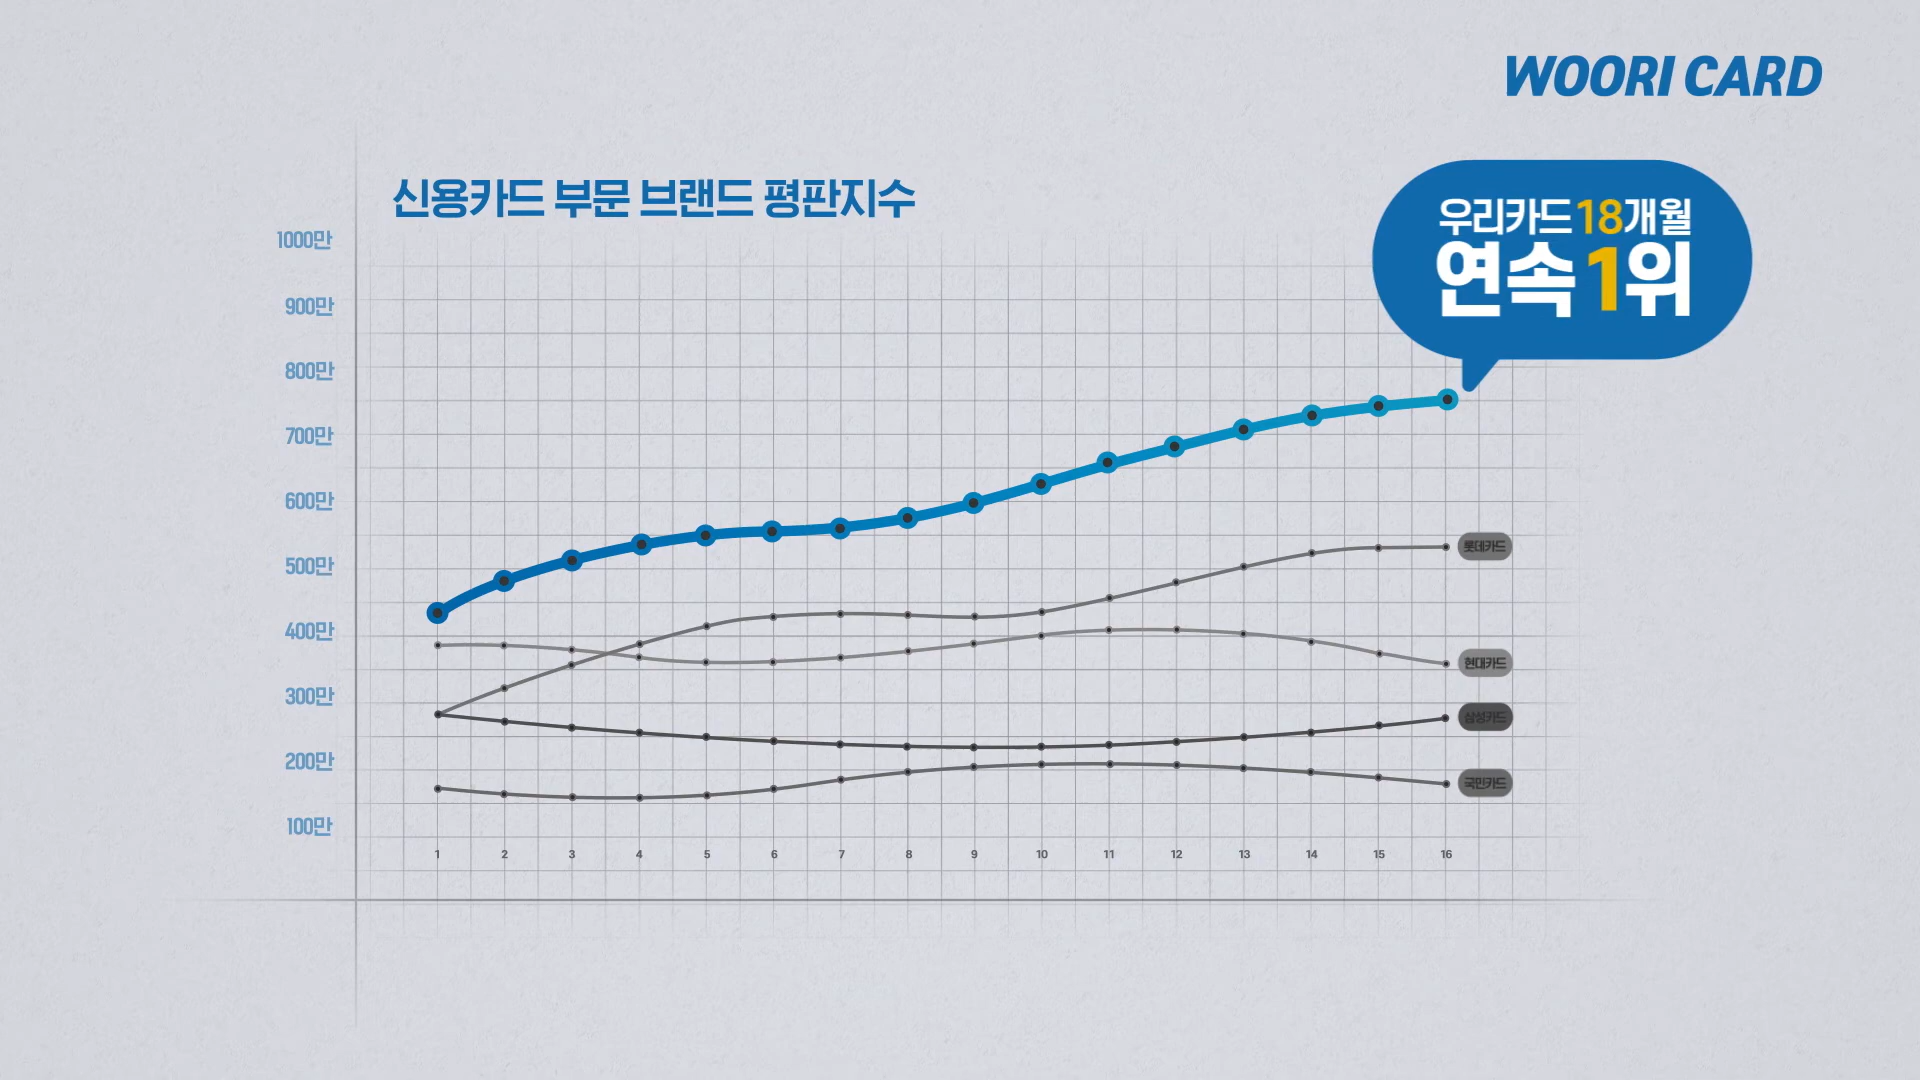 WOORI CARD
신용카드 부문 브랜드 평판지수
우리카드 18개월
연속 1위
1000만
900만
800만
700만
600만
500만
400만
300만
200만
100만
롯데카드
현대카드
삼성카드
국민카드
1 2 3 4 5 6 7 8 9 10 11 12 13 14 15 16